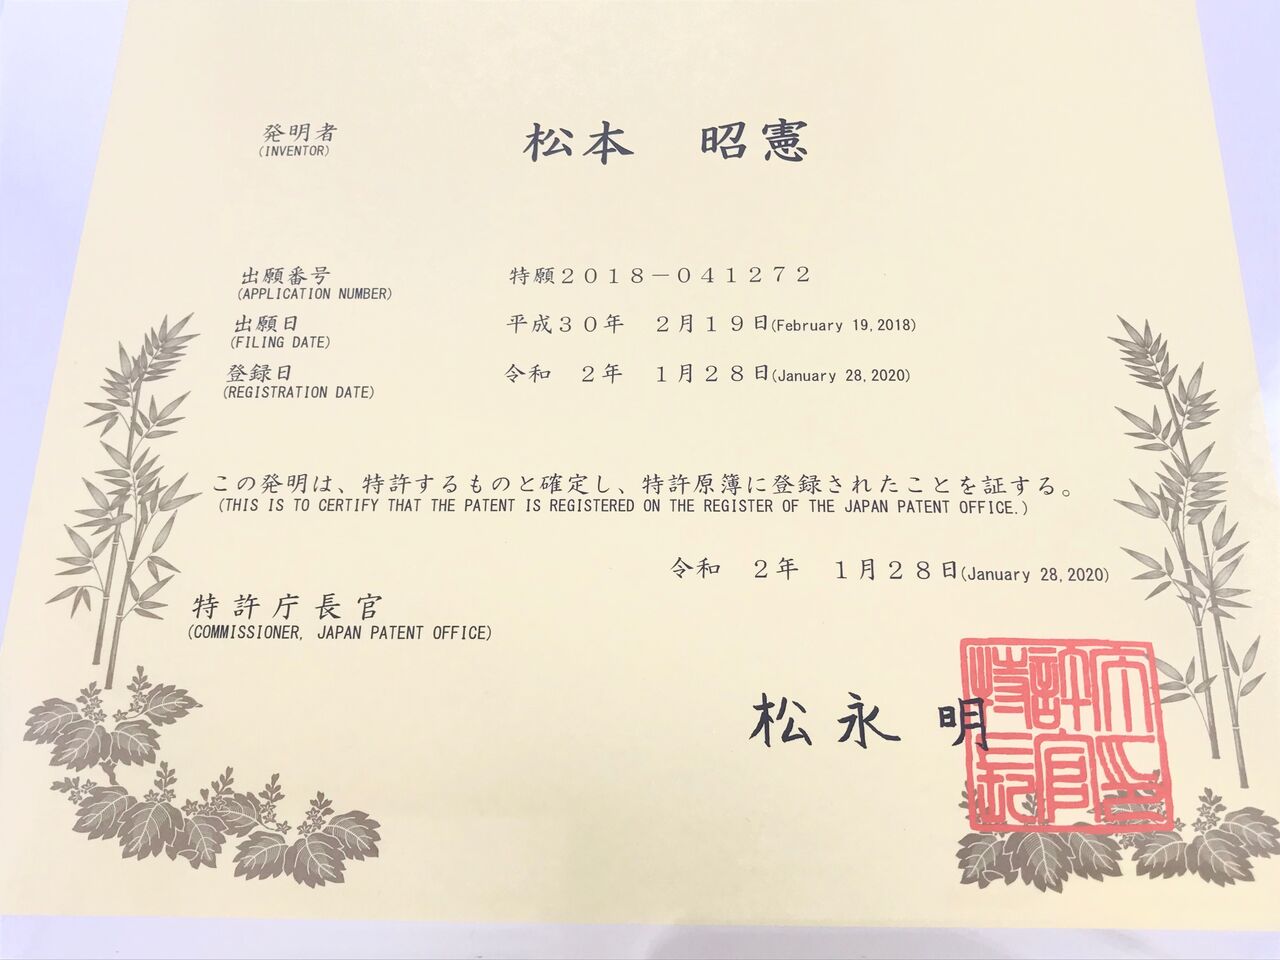 発明者
(INVENTOR)
松本　昭憲
出願番号
(APPLICATION NUMBER)
特願２０１８－０４１２７２
出願日
(FILING DATE)
平成３０年　２月１９日(February 19,2018)
登録日
(REGISTRATION DATE)
令和　２年　１月２８日(January 28,2020)
この発明は、特許するものと確定し、特許原簿に登録されたことを証する。
(THIS IS TO CERTIFY THAT THE PATENT IS REGISTERED ON THE REGISTER OF THE JAPAN PATENT OFFICE.)
令和　２年　１月２８日(January 28,2020)
特許庁長官
(COMMISSIONER, JAPAN PATENT OFFICE)
松永　明